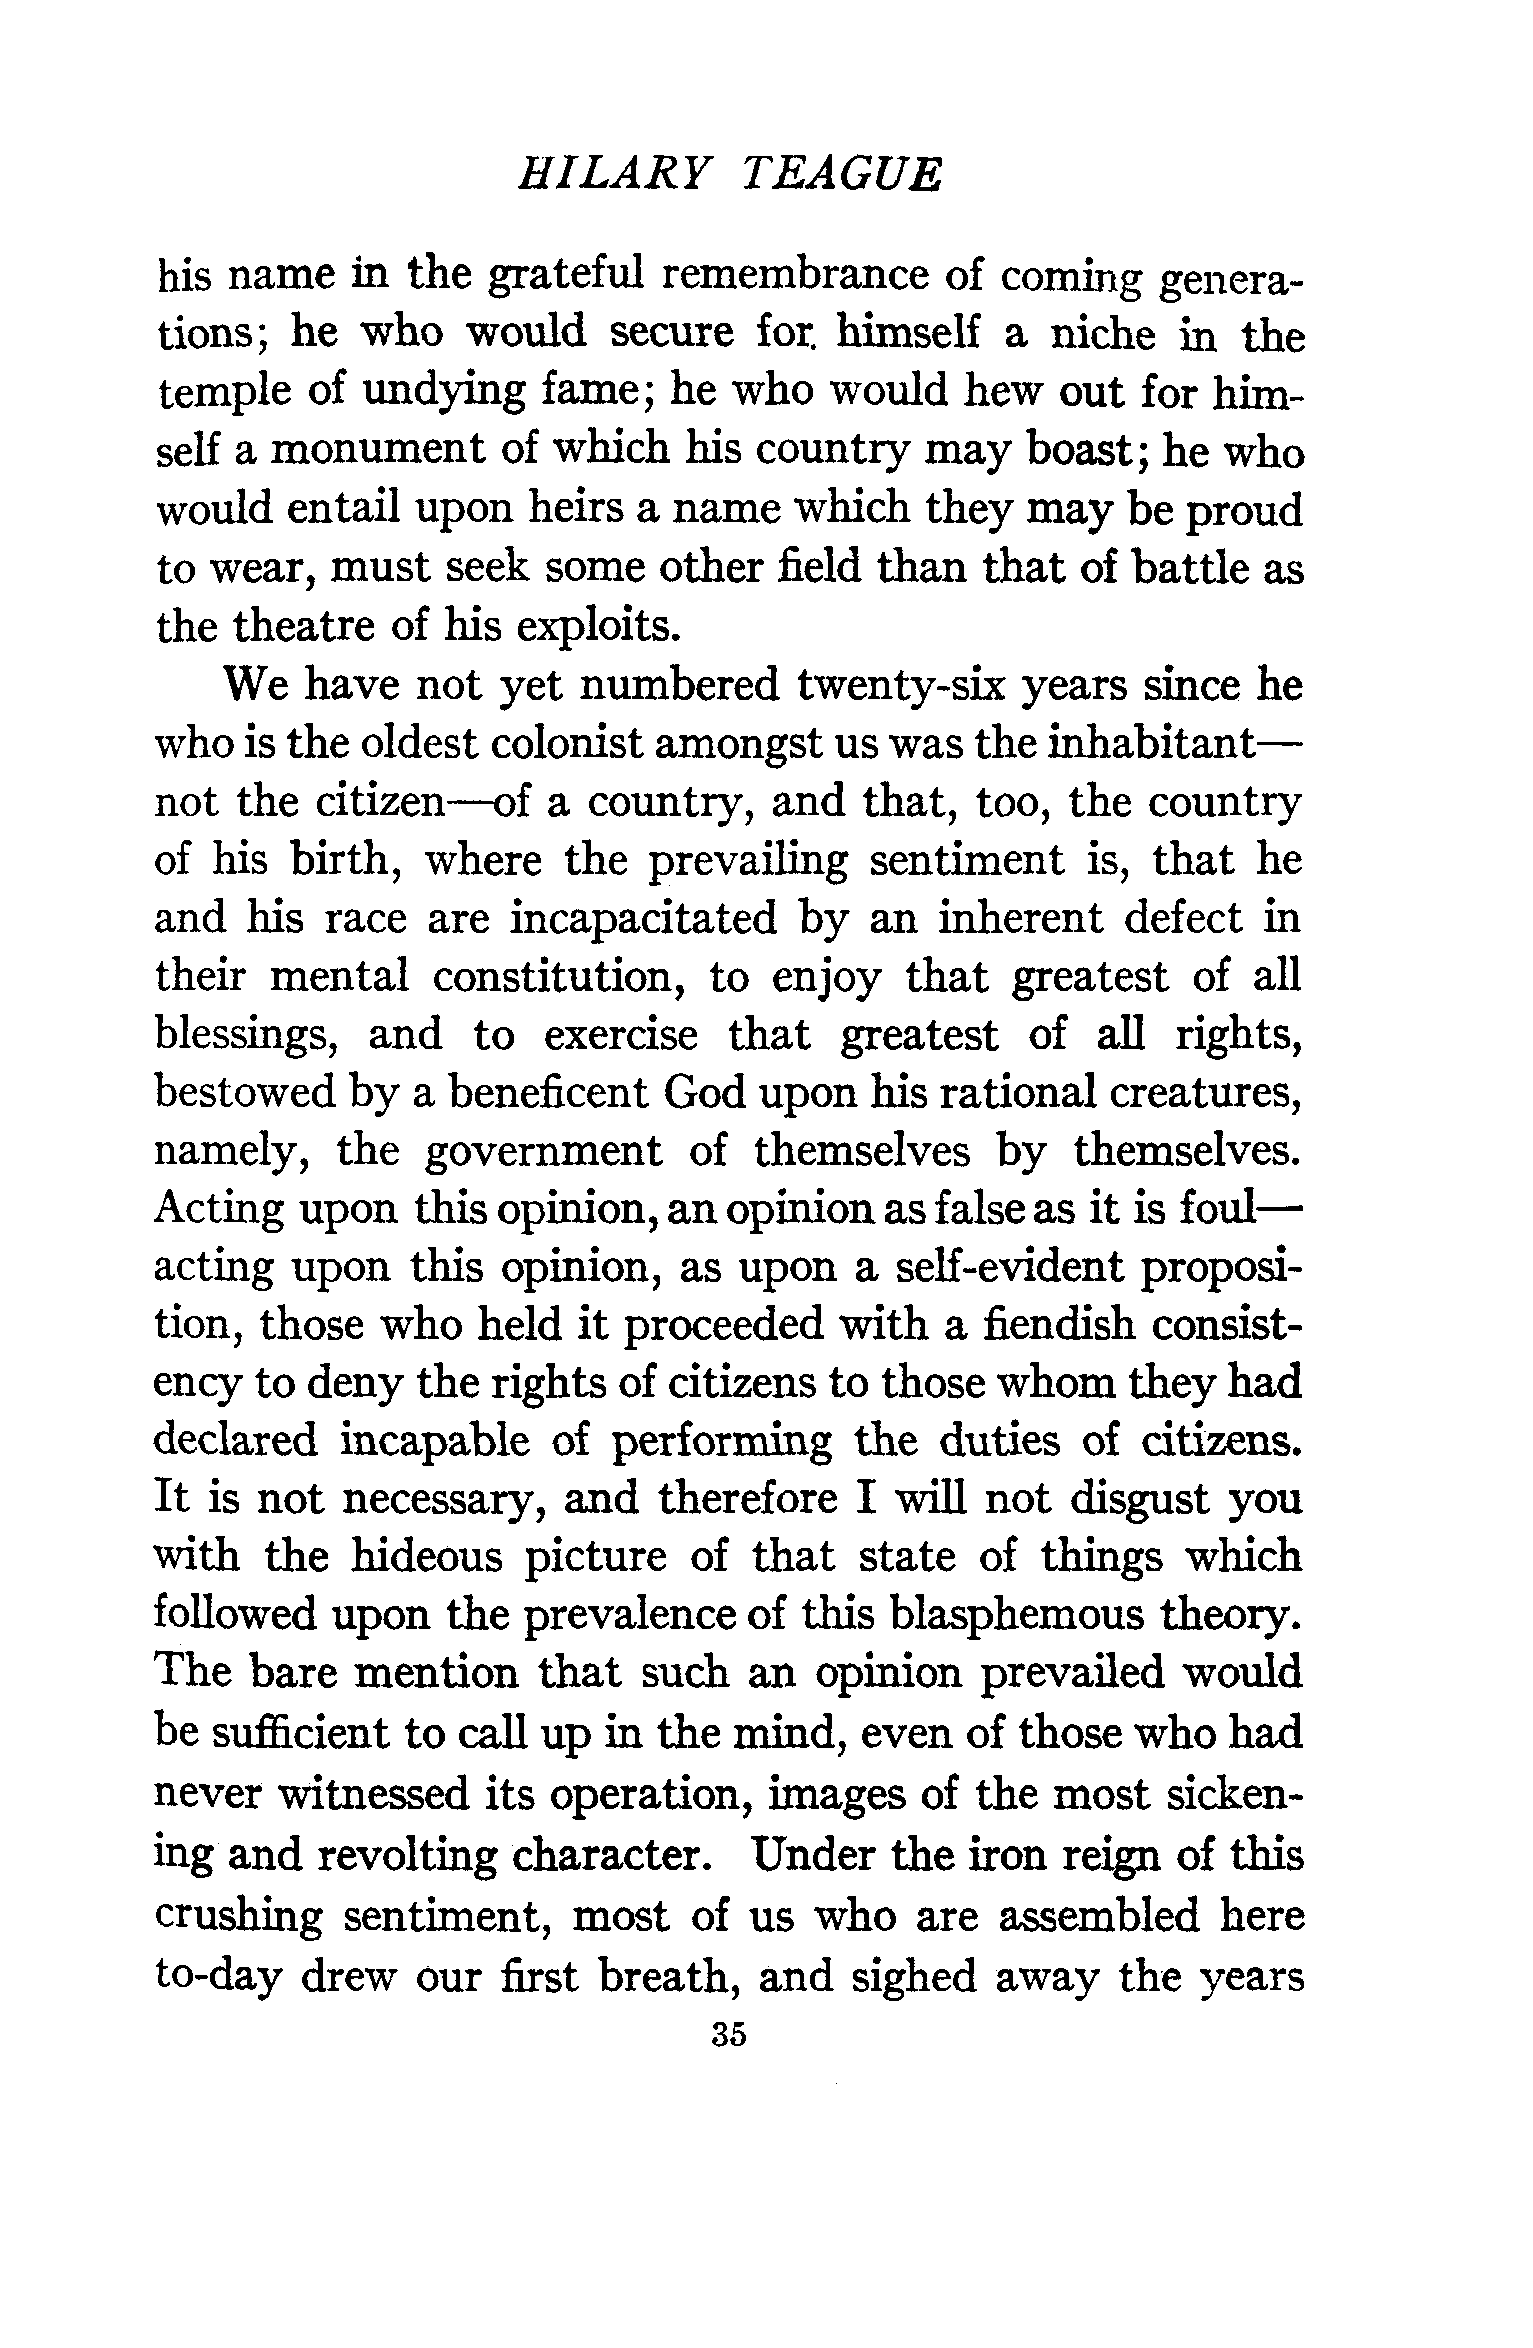 HILARY TEAGUE
his name in the grateful remembrance of coming genera-
tions; he who would secure for. himself a niche in the
temple of undying fame; he who would hew out for him-
self a monument of which his country may boast; he who
would entail upon heirs a name which they may be proud
to wear, must seek some other field than that of battle as
the theatre of his exploits.
We have not yet numbered twenty-six years since he
who is the oldest colonist amongst us was the inhabitant—
not the citizen—of a country, and that, too, the country
of his birth, where the prevailing sentiment is, that he
and his race are incapacitated by an inherent defect in
their mental constitution, to enjoy that greatest of all
blessings, and to exercise that greatest of all rights,
bestowed by a beneficent God upon his rational creatures,
namely, the government of themselves by themselves.
Acting upon this opinion, an opinion as false as it is foul—
acting upon this opinion, as upon a self-evident proposi-
tion, those who held it proceeded with a fiendish consist-
ency to deny the rights of citizens to those whom they had
declared incapable of performing the duties of citizens.
It is not necessary, and therefore I will not disgust you
with the hideous picture of that state of things which
followed upon the prevalence of this blasphemous theory.
The bare mention that such an opinion prevailed would
be sufficient to call up in the mind, even of those who had
never witnessed its operation, images of the most sicken-
ing and revolting character. Under the iron reign of this
crushing sentiment, most of us who are assembled here
to-day drew our first breath, and sighed away the years
35